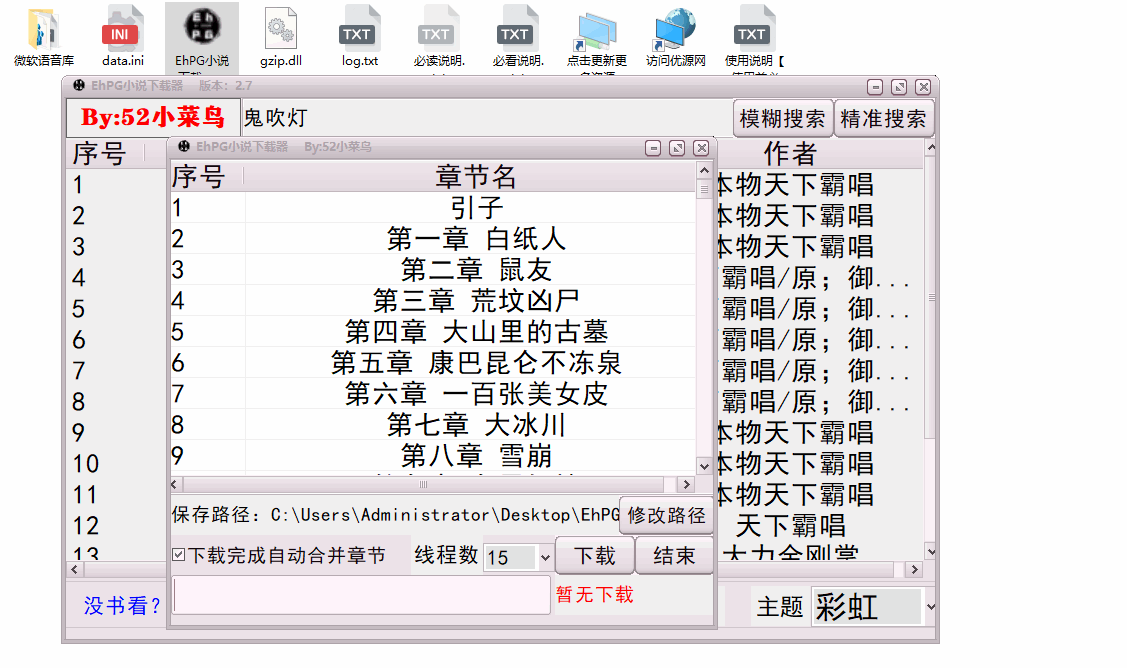 微软语音库
data.ini
EhPG小说
gzip.dll
log.txt
必读说明.
必看说明.
点击更新更
访问优源网
使用说明【
INI
TXT
TXT
TXT
TXT
EhPG小说下载器 版本: 2.7
By:52小菜鸟
鬼吹灯
模糊搜索
精准搜索
序号
作者
1
本物天下霸唱
2
本物天下霸唱
3
本物天下霸唱
4
霸唱/原；御...
5
霸唱/原；御...
6
霸唱/原；御...
7
霸唱/原；御...
8
霸唱/原；御...
9
本物天下霸唱
10
本物天下霸唱
11
本物天下霸唱
12
天下霸唱
13
大力金刚掌
EhPG小说下载器 By:52小菜鸟
序号 章节名
1 引子
2 第一章 白纸人
3 第二章 鼠友
4 第三章 荒坟凶尸
5 第四章 大山里的古墓
6 第五章 康巴昆仑不冻泉
7 第六章 一百张美女皮
8 第七章 大冰川
9 第八章 雪崩
保存路径: C:\Users\Administrator\Desktop\EhPG
修改路径
下载完成自动合并章节 线程数 15 下载 结束
暂无下载
没书看?
主题 彩虹